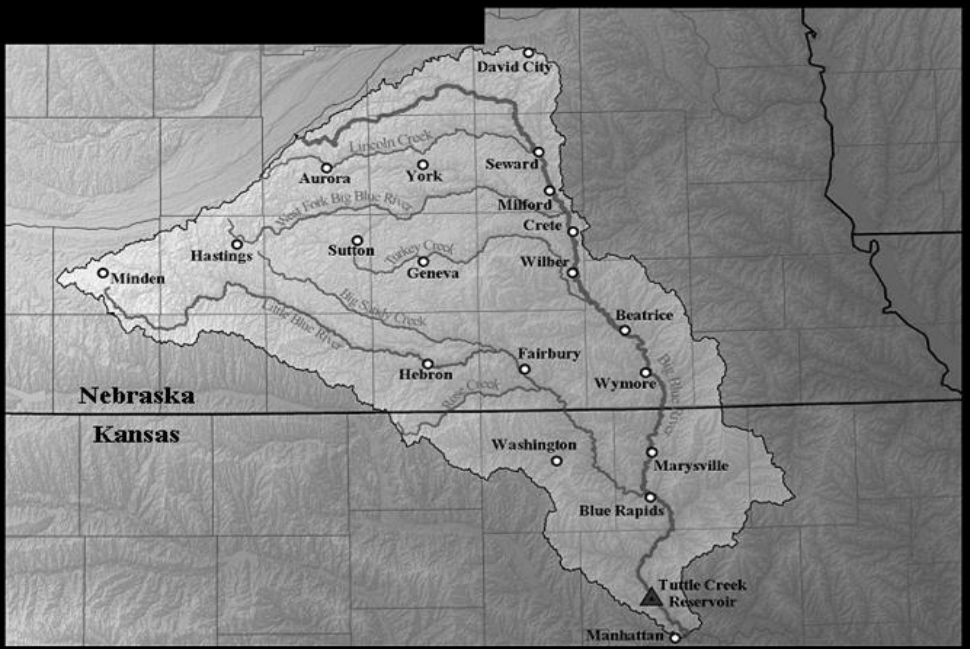 David City
Lincoln Creek
Seward
Aurora
York
West Fork Big Blue River
Milford
Crete
Hastings
Sutton
Turkey Creek
Geneva
Wilber
Minden
Big Sandy Creek
Little Blue River
Beatrice
Fairbury
Hebron
Wymore
Big Blue River
Rose Creek
Nebraska
Kansas
Washington
Marysville
Blue Rapids
Tuttle Creek
Reservoir
Manhattan